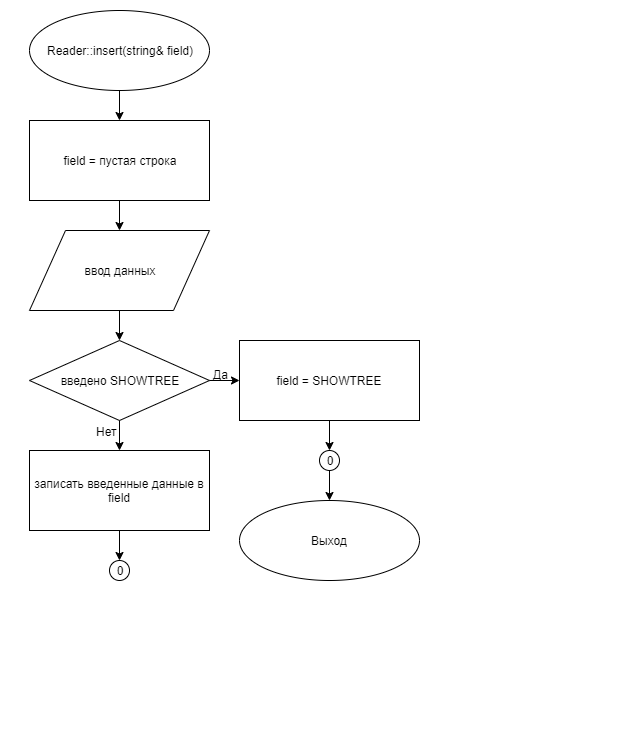 Reader::insert(string& field)
field = пустая строка
ввод данных
введено SHOWTREE
Да
field = SHOWTREE
Нет
0
записать введенные данные в
field
Выход
0